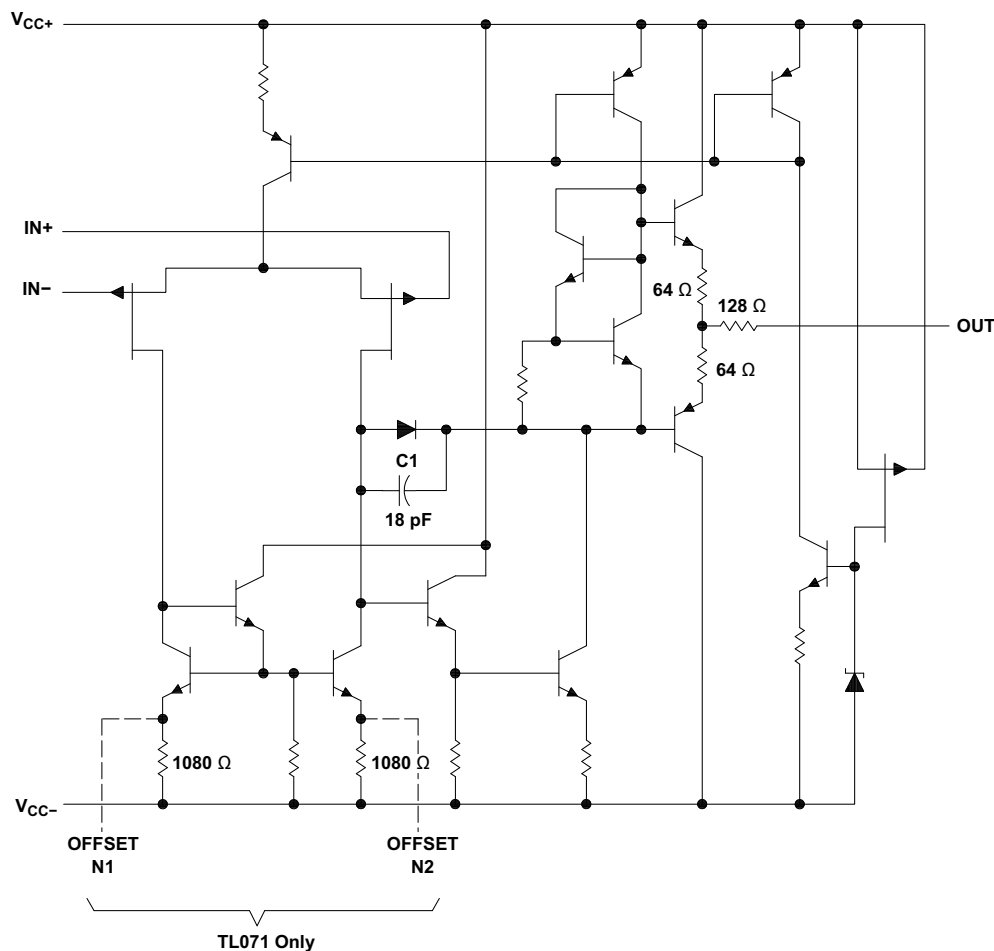 VCC+
IN+
IN−
64 Ω
128 Ω
OUT
64 Ω
C1
18 pF
1080 Ω
1080 Ω
VCC−
OFFSET
N1
OFFSET
N2
TL071 Only